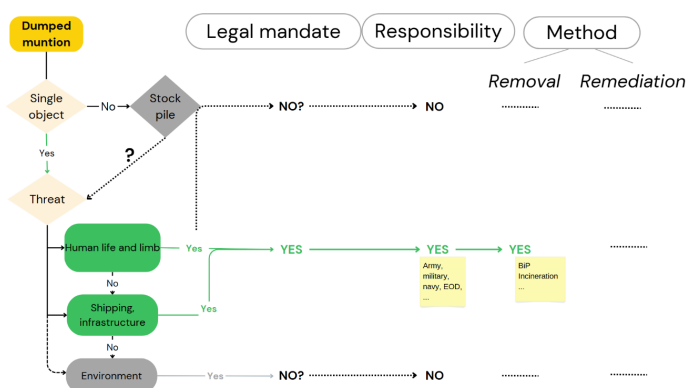 Dumped
muntion
Legal mandate
Responsibility
Method
Removal
Remediation
Single
object
No
Stock
pile
NO?
NO
Yes
?
Threat
Human life and limb
Yes
YES
YES
YES
Army,
military,
navy, EOD,
...
BiP
Incineration
...
No
Shipping,
infrastructure
Yes
No
Environment
Yes
NO?
NO